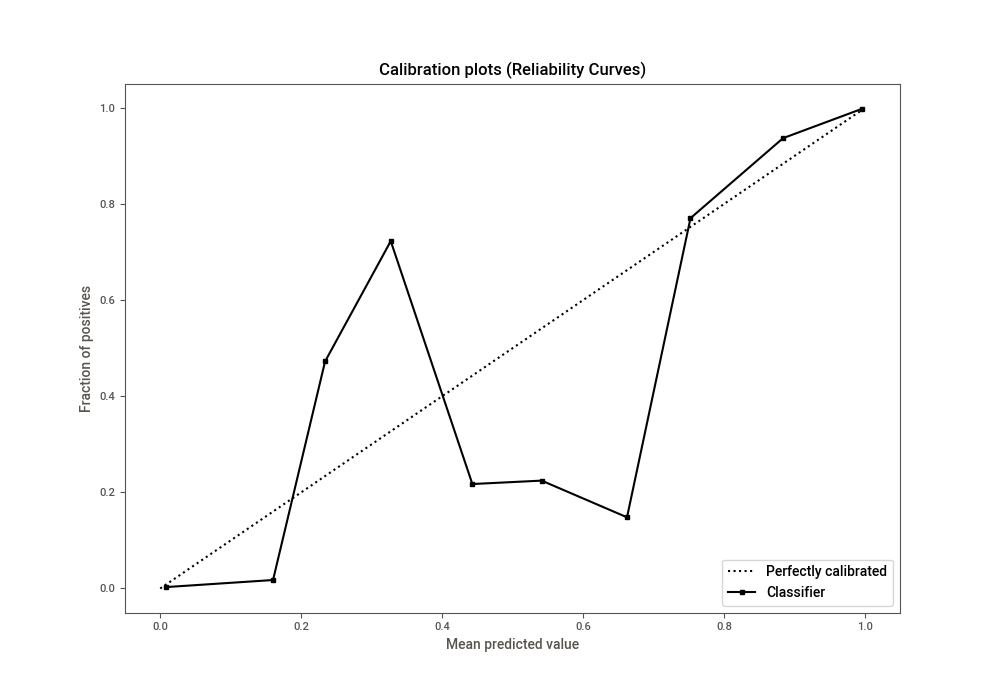 Calibration plots (Reliability Curves)
Fraction of positives
1.0
0.8
0.6
0.4
0.2
0.0
0.0 0.2 0.4 0.6 0.8 1.0
Mean predicted value
Perfectly calibrated
Classifier